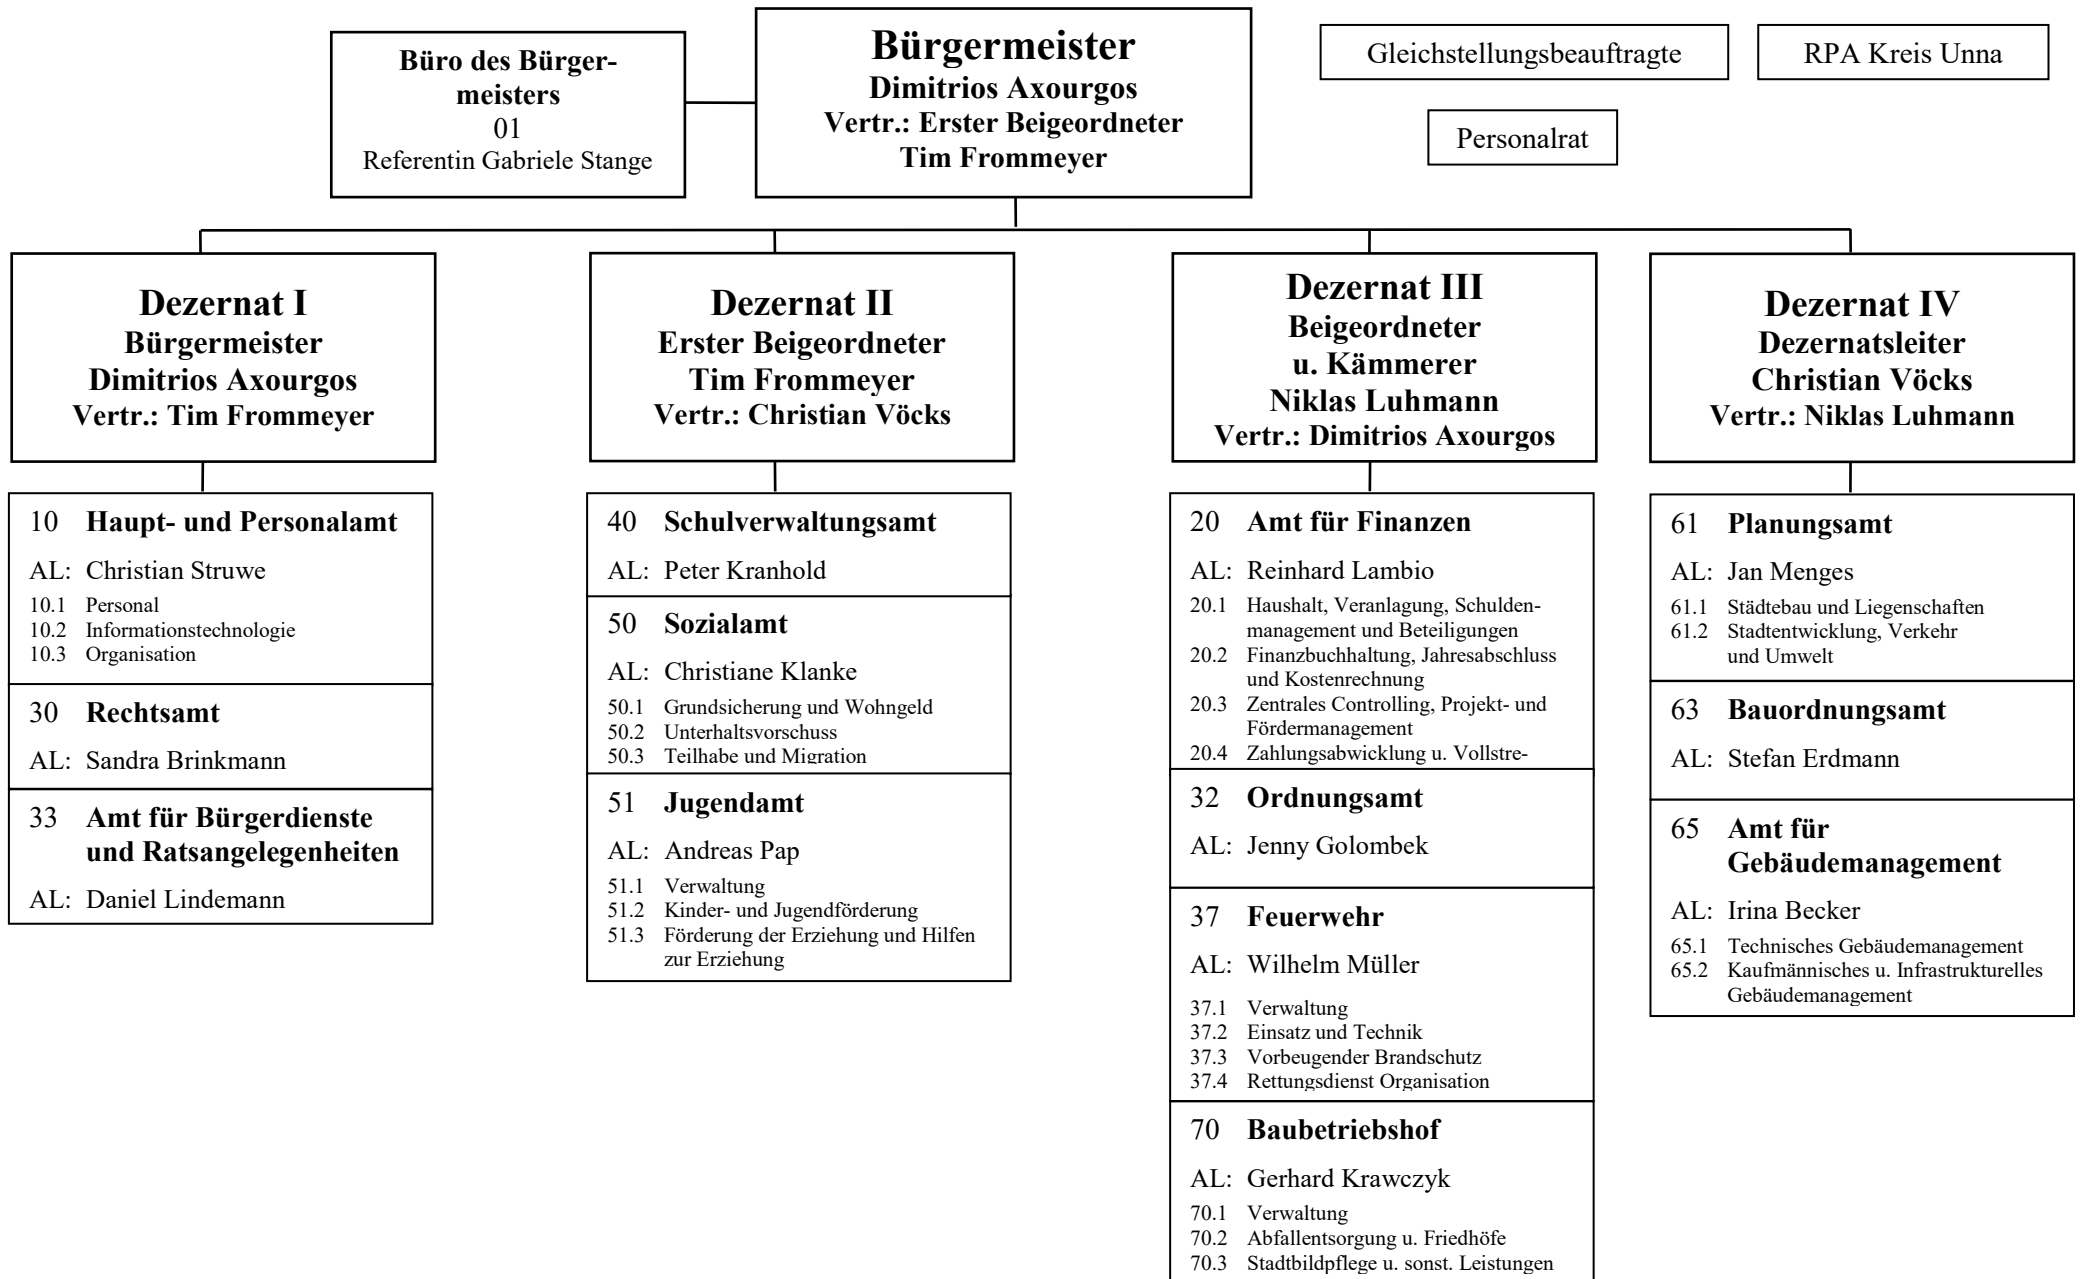 Büro des Bürger-
meisters
01
Referentin Gabriele Stange
Bürgermeister
Dimitrios Axourgos
Vertr.: Erster Beigeordneter
Tim Frommeyer
Gleichstellungsbeauftragte
RPA Kreis Unna
Personalrat
Dezernat I
Bürgermeister
Dimitrios Axourgos
Vertr.: Tim Frommeyer
10 Haupt- und Personalamt
AL: Christian Struwe
10.1 Personal
10.2 Informationstechnologie
10.3 Organisation
30 Rechtsamt
AL: Sandra Brinkmann
33 Amt für Bürgerdienste
und Ratsangelegenheiten
AL: Daniel Lindemann
Dezernat II
Erster Beigeordneter
Tim Frommeyer
Vertr.: Christian Vöcks
40 Schulverwaltungsamt
AL: Peter Kranhold
50 Sozialamt
AL: Christiane Klanke
50.1 Grundsicherung und Wohngeld
50.2 Unterhaltsvorschuss
50.3 Teilhabe und Migration
51 Jugendamt
AL: Andreas Pap
51.1 Verwaltung
51.2 Kinder- und Jugendförderung
51.3 Förderung der Erziehung und Hilfen
zur Erziehung
Dezernat III
Beigeordneter
u. Kämmerer
Niklas Luhmann
Vertr.: Dimitrios Axourgos
20 Amt für Finanzen
AL: Reinhard Lambio
20.1 Haushalt, Veranlagung, Schulden-
management und Beteiligungen
20.2 Finanzbuchhaltung, Jahresabschluss
und Kostenrechnung
20.3 Zentrales Controlling, Projekt- und
Fördermanagement
20.4 Zahlungsabwicklung u. Vollstre-
32 Ordnungsamt
AL: Jenny Golombek
37 Feuerwehr
AL: Wilhelm Müller
37.1 Verwaltung
37.2 Einsatz und Technik
37.3 Vorbeugender Brandschutz
37.4 Rettungsdienst Organisation
70 Baubetriebshof
AL: Gerhard Krawczyk
70.1 Verwaltung
70.2 Abfallentsorgung u. Friedhöfe
70.3 Stadtbildpflege u. sonst. Leistungen
Dezernat IV
Dezernatsleiter
Christian Vöcks
Vertr.: Niklas Luhmann
61 Planungsamt
AL: Jan Menges
61.1 Städtebau und Liegenschaften
61.2 Stadtentwicklung, Verkehr
und Umwelt
63 Bauordnungsamt
AL: Stefan Erdmann
65 Amt für
Gebäudemanagement
AL: Irina Becker
65.1 Technisches Gebäudemanagement
65.2 Kaufmännisches u. Infrastrukturelles
Gebäudemanagement